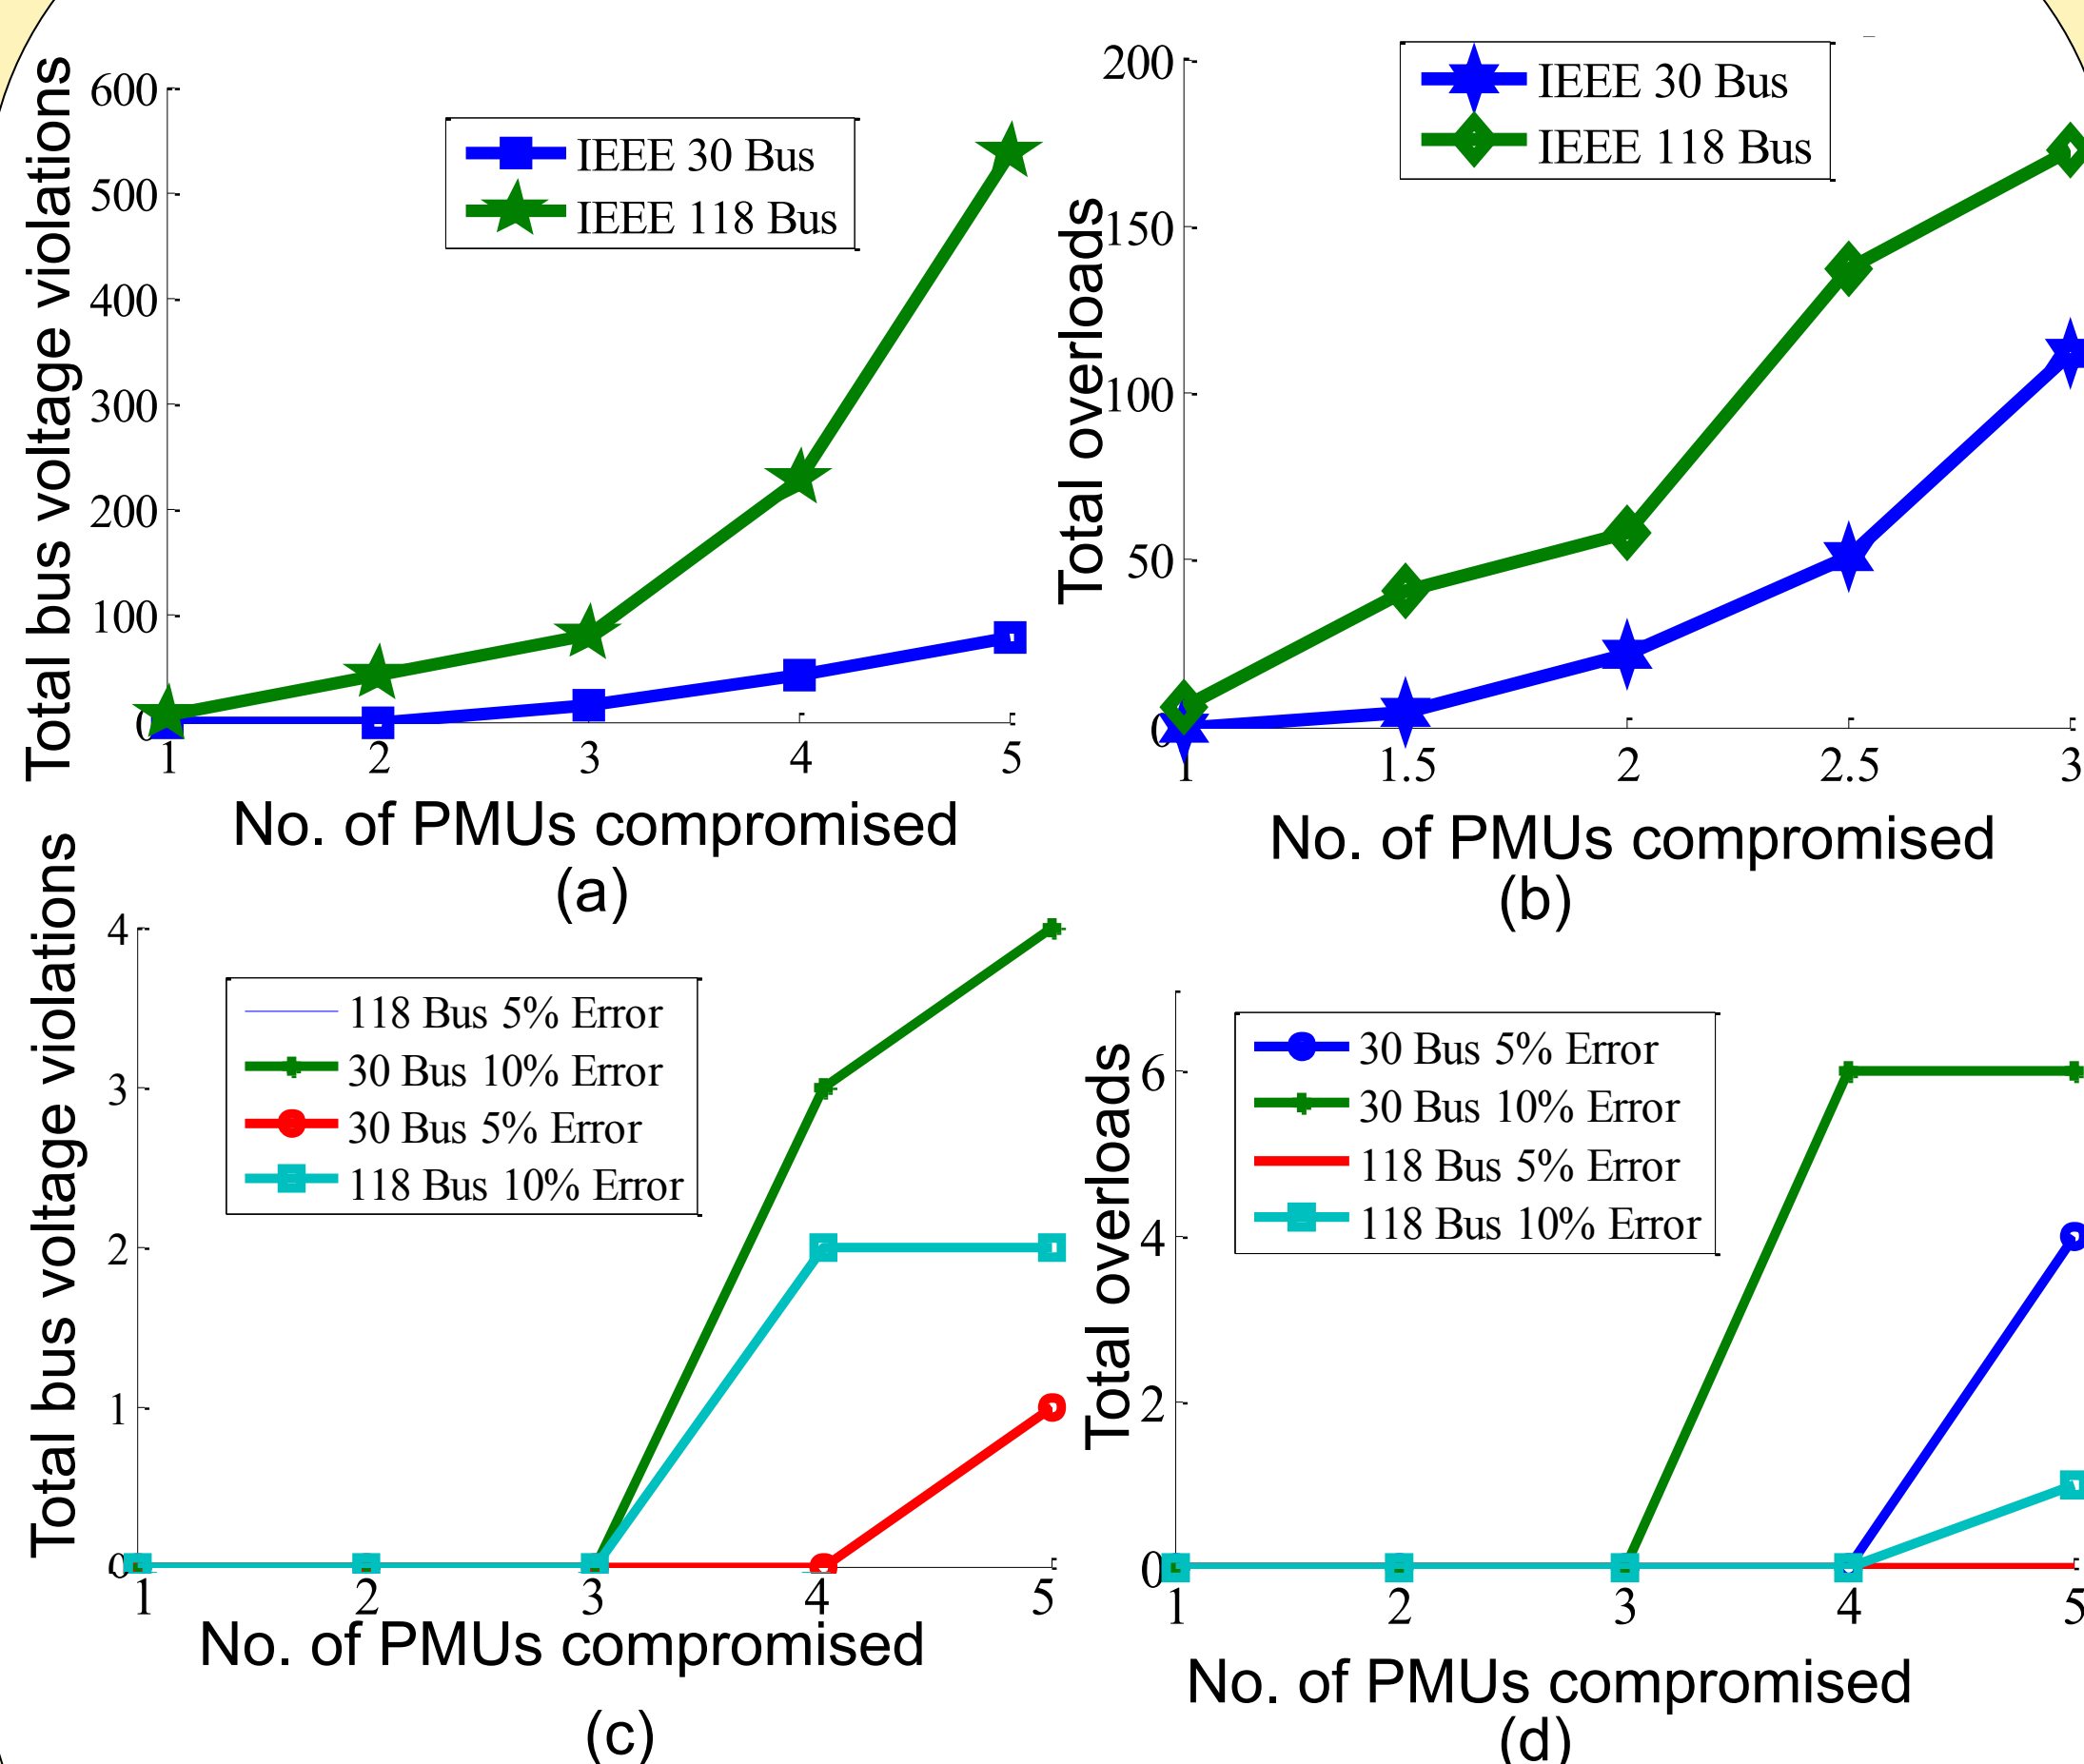 Total bus voltage violations
600
500
400
300
200
100
0
IEEE 30 Bus
IEEE 118 Bus
1 2 3 4 5
No. of PMUs compromised
(a)
Total overloads
200
150
100
50
0
IEEE 30 Bus
IEEE 118 Bus
1 1.5 2 2.5 3
No. of PMUs compromised
(b)
Total bus voltage violations
4
3
2
1
0
118 Bus 5% Error
30 Bus 10% Error
30 Bus 5% Error
118 Bus 10% Error
1 2 3 4 5
No. of PMUs compromised
(c)
Total overloads
6
4
2
0
30 Bus 5% Error
30 Bus 10% Error
118 Bus 5% Error
118 Bus 10% Error
1 2 3 4 5
No. of PMUs compromised
(d)